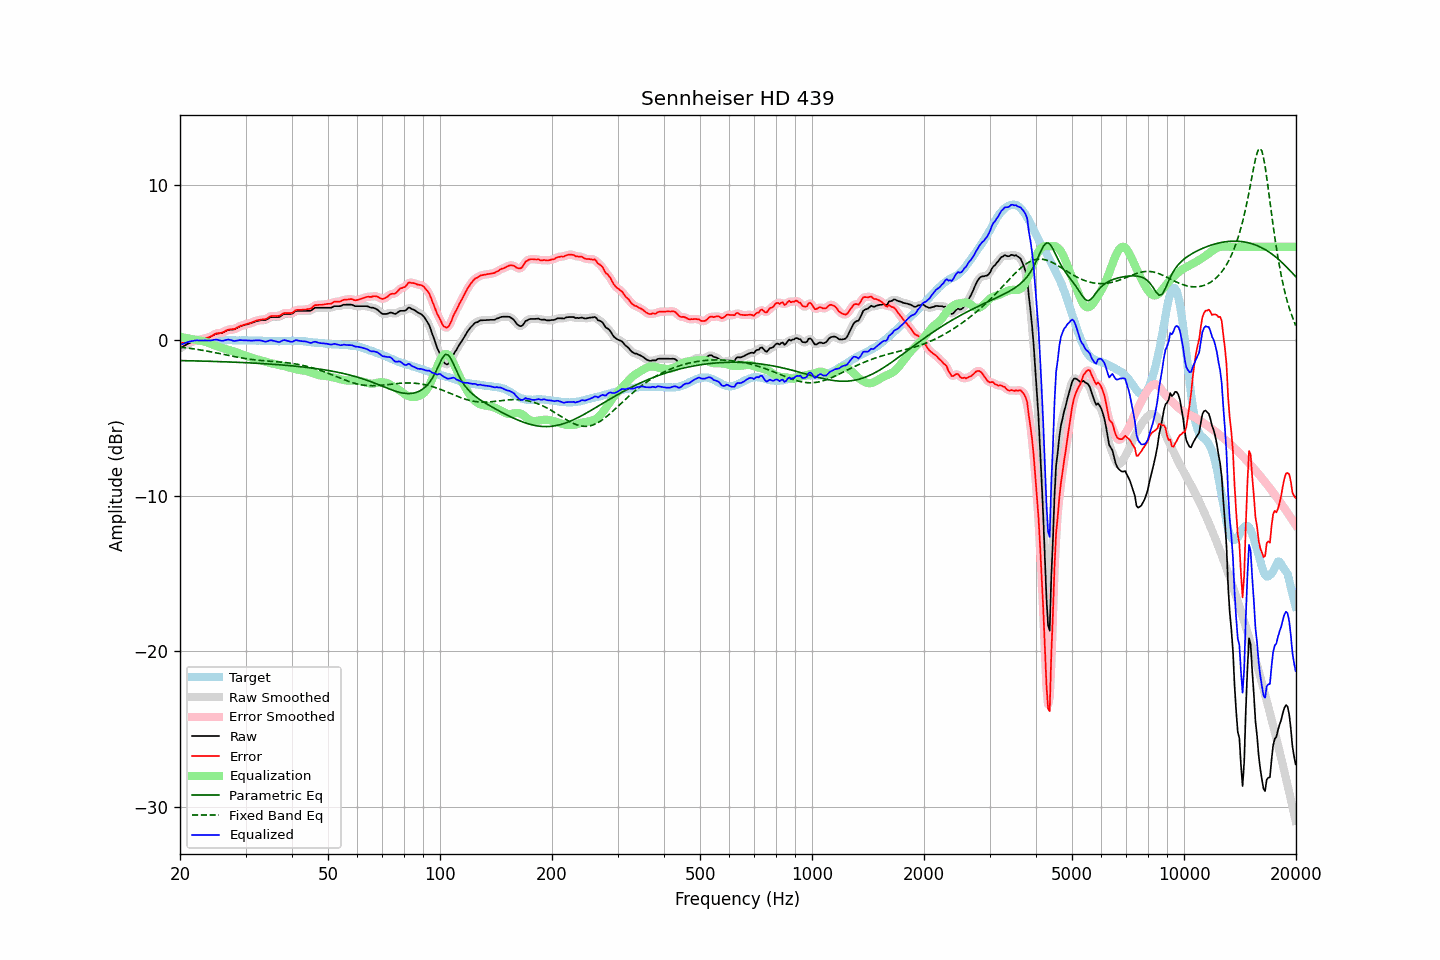 Sennheiser HD 439
Amplitude (dBr)
10
0
−10
−20
−30
Target
Raw Smoothed
Error Smoothed
Raw
Error
Equalization
Parametric Eq
Fixed Band Eq
Equalized
20 50 100 200 500 1000 2000 5000 10000 20000
Frequency (Hz)